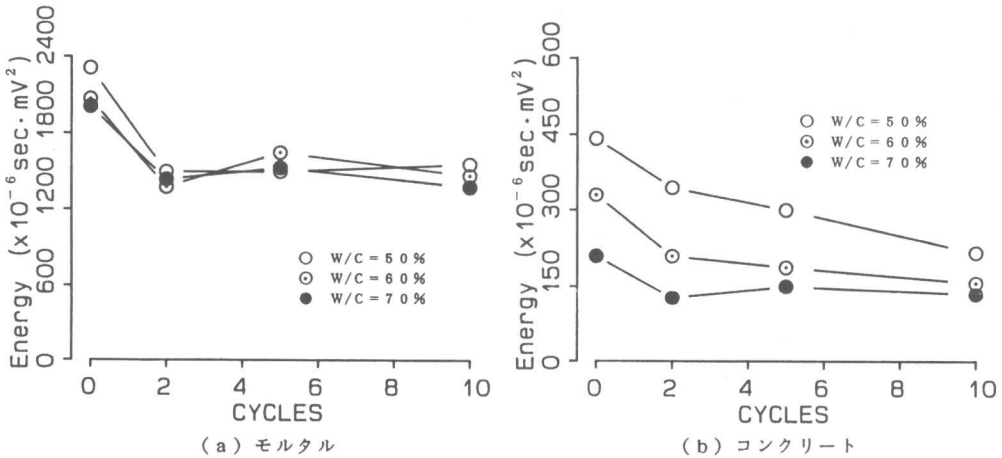 Energy (x10⁻⁶sec·mV²)
2400
1800
1200
600
0
W/C=50%
W/C=60%
W/C=70%
0 2 4 6 8 10
CYCLES
(a) モルタル
Energy (x10⁻⁶sec·mV²)
600
450
300
150
0
W/C=50%
W/C=60%
W/C=70%
0 2 4 6 8 10
CYCLES
(b) コンクリート